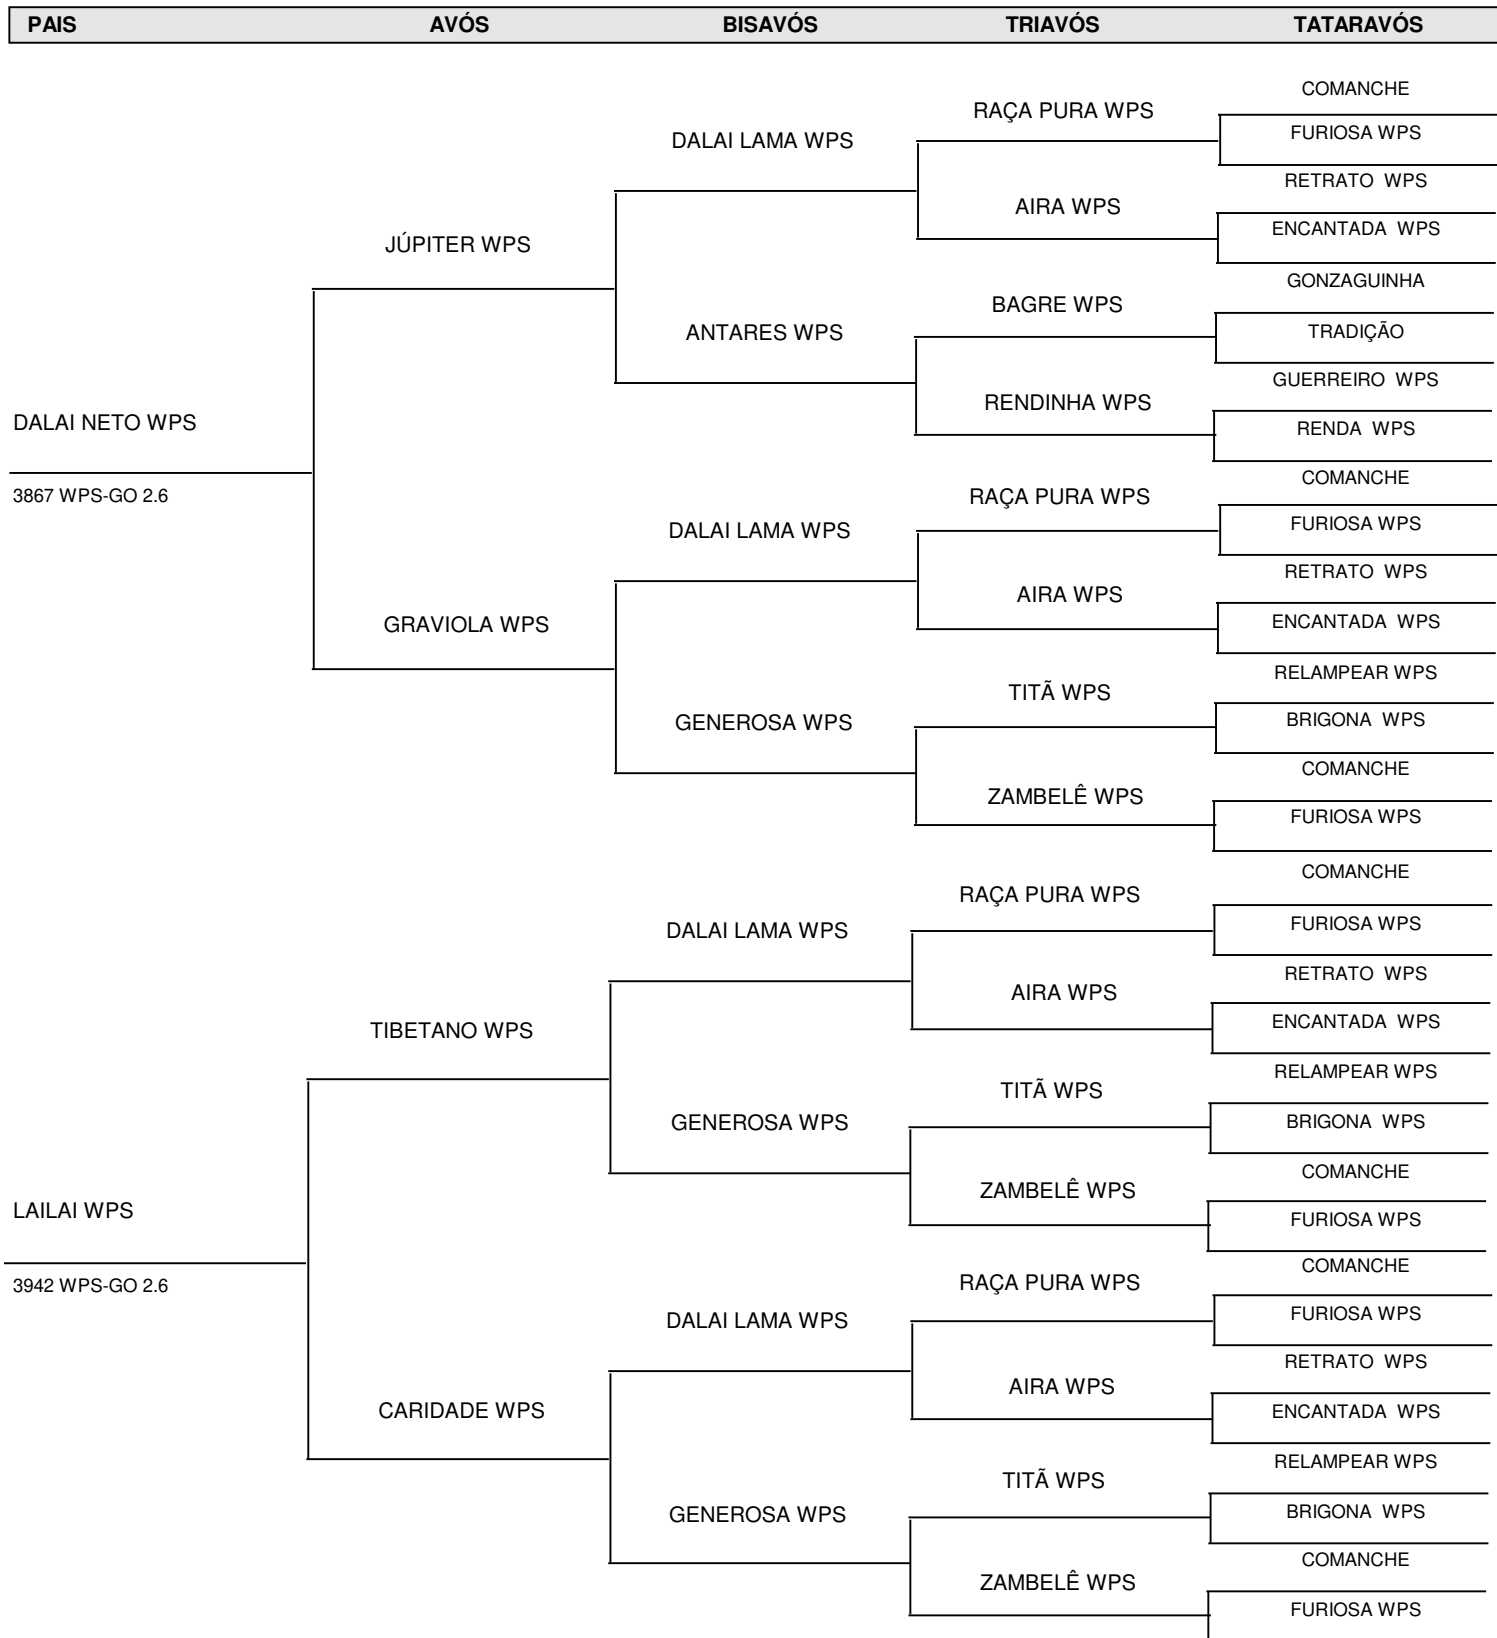 PAIS AVÓS BISAVÓS TRIAVÓS TATARAVÓS
COMANCHE
RAÇA PURA WPS
FURIOSA WPS
DALAI LAMA WPS
RETRATO WPS
AIRA WPS
ENCANTADA WPS
JÚPITER WPS
GONZAGUINHA
BAGRE WPS
TRADIÇÃO
ANTARES WPS
GUERREIRO WPS
RENDINHA WPS
RENDA WPS
DALAI NETO WPS
3867 WPS-GO 2.6
COMANCHE
RAÇA PURA WPS
FURIOSA WPS
DALAI LAMA WPS
RETRATO WPS
AIRA WPS
ENCANTADA WPS
GRAVIOLA WPS
RELAMPEAR WPS
TITÃ WPS
BRIGONA WPS
GENEROSA WPS
COMANCHE
ZAMBELÊ WPS
FURIOSA WPS
COMANCHE
RAÇA PURA WPS
FURIOSA WPS
DALAI LAMA WPS
RETRATO WPS
AIRA WPS
ENCANTADA WPS
TIBETANO WPS
RELAMPEAR WPS
TITÃ WPS
BRIGONA WPS
GENEROSA WPS
COMANCHE
ZAMBELÊ WPS
FURIOSA WPS
LAILAI WPS
3942 WPS-GO 2.6
COMANCHE
RAÇA PURA WPS
FURIOSA WPS
DALAI LAMA WPS
RETRATO WPS
AIRA WPS
ENCANTADA WPS
CARIDADE WPS
RELAMPEAR WPS
TITÃ WPS
BRIGONA WPS
GENEROSA WPS
COMANCHE
ZAMBELÊ WPS
FURIOSA WPS